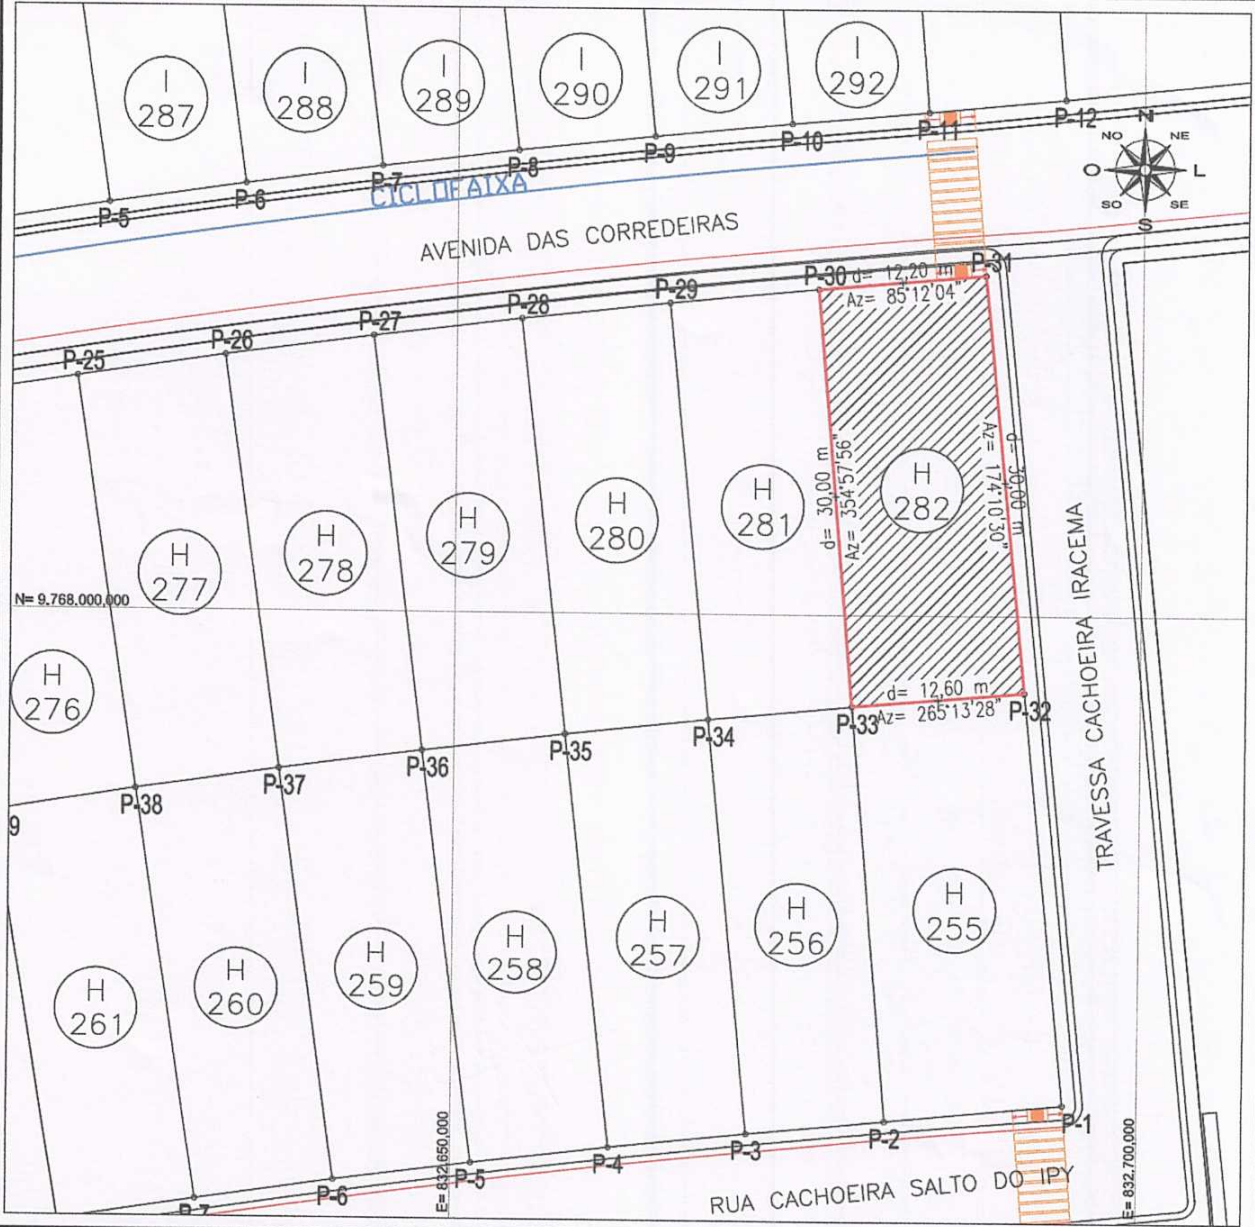 I
287
I
288
I
289
I
290
I
291
I
292
P-5
P-6
P-7
P-8
P-9
P-10
P-11
P-12
N
NO
NE
O
L
SO
SE
S
CICLOFAIXA
AVENIDA DAS CORREDEIRAS
P-25
P-26
P-27
P-28
P-29
P-30
P-31
d= 12,20 m
Az= 85°12'04"
d= 30,00 m
Az= 354°57'56"
H
282
d= 30,00 m
Az= 174°10'30"
d= 12,60 m
Az= 265°13'28"
H
276
H
277
H
278
H
279
H
280
H
281
N= 9.768.000,000
TRAVESSA CACHOEIRA IRACEMA
9
P-38
P-37
P-36
P-35
P-34
P-33
P-32
H
261
H
260
H
259
H
258
H
257
H
256
H
255
E= 832.650,000
E= 832.700,000
P-7
P-6
P-5
P-4
P-3
P-2
P-1
RUA CACHOEIRA SALTO DO IPY